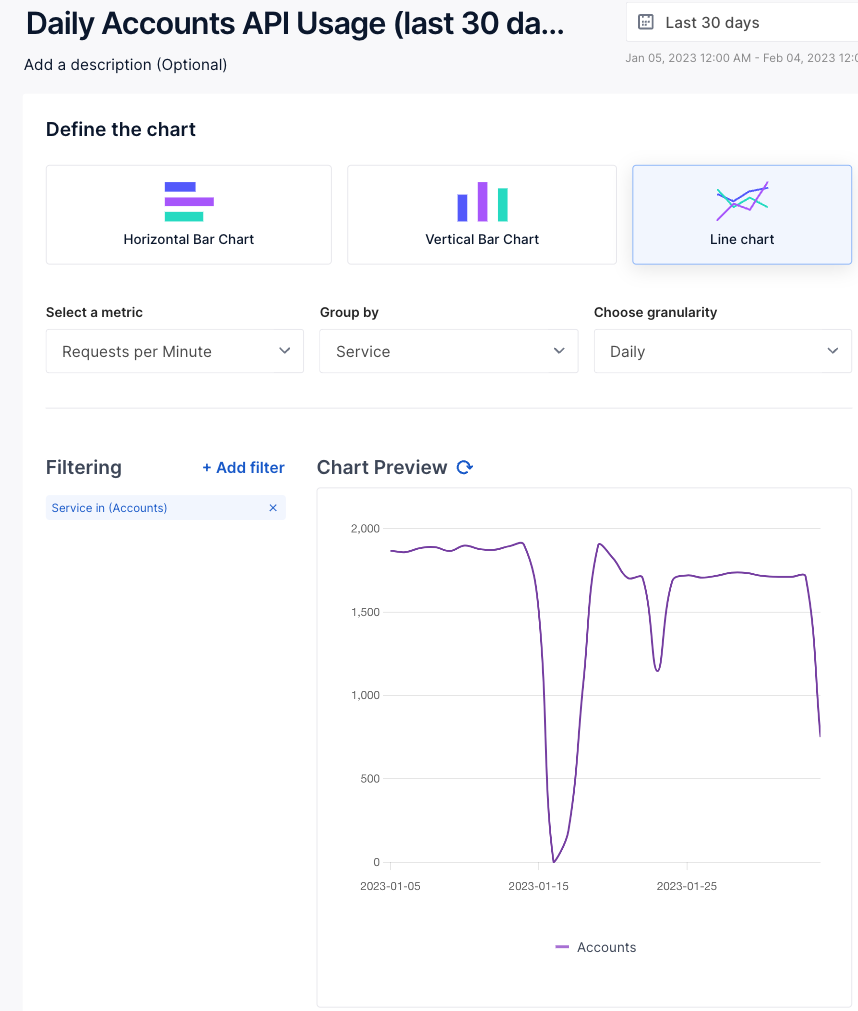 Daily Accounts API Usage (last 30 da...
Last 30 days
Add a description (Optional)
Jan 05, 2023 12:00 AM - Feb 04, 2023 12:0
Define the chart
Horizontal Bar Chart
Vertical Bar Chart
Line chart
Select a metric
Group by
Choose granularity
Requests per Minute
Service
Daily
Filtering
+ Add filter
Chart Preview
Service in (Accounts)
2,000
1,500
1,000
500
0
2023-01-05
2023-01-15
2023-01-25
Accounts